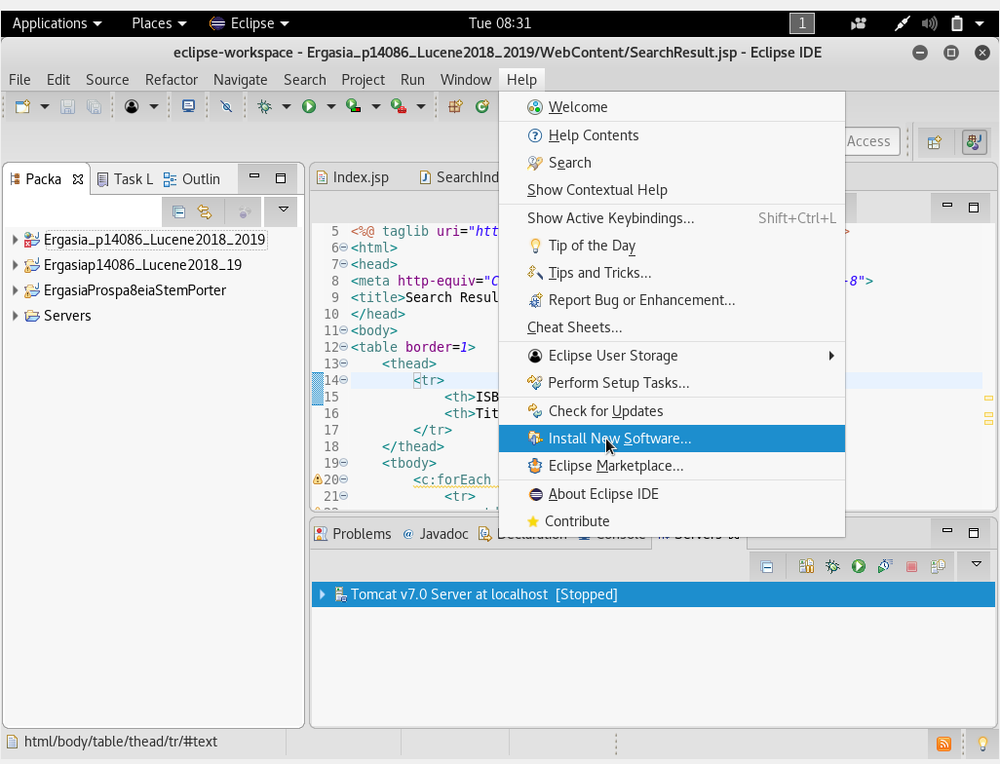 Applications Places Eclipse Tue 08:31 1
eclipse-workspace - Ergasia_p14086_Lucene2018_2019/WebContent/SearchResult.jsp - Eclipse IDE
File Edit Source Refactor Navigate Search Project Run Window Help
Access
Packa Task L Outlin
Ergasia_p14086_Lucene2018_2019
Ergasiap14086_Lucene2018_19
ErgasiaProspa8eiaStemPorter
Servers
Index.jsp SearchInd
5 <%@ taglib uri="htt >
6 <html>
7 <head>
8 <meta http-equiv="C -8">
9 <title>Search Resul
10 </head>
11 <body>
12 <table border=1>
13 <thead>
14 <tr>
15 <th>ISB
16 <th>Tit
17 </tr>
18 </thead>
19 <tbody>
20 <c:forEach
21 <tr>
Welcome
Help Contents
Search
Show Contextual Help
Show Active Keybindings... Shift+Ctrl+L
Tip of the Day
Tips and Tricks...
Report Bug or Enhancement...
Cheat Sheets...
Eclipse User Storage
Perform Setup Tasks...
Check for Updates
Install New Software...
Eclipse Marketplace...
About Eclipse IDE
Contribute
Problems Javadoc Declaration Console Servers
Tomcat v7.0 Server at localhost [Stopped]
html/body/table/thead/tr/#text